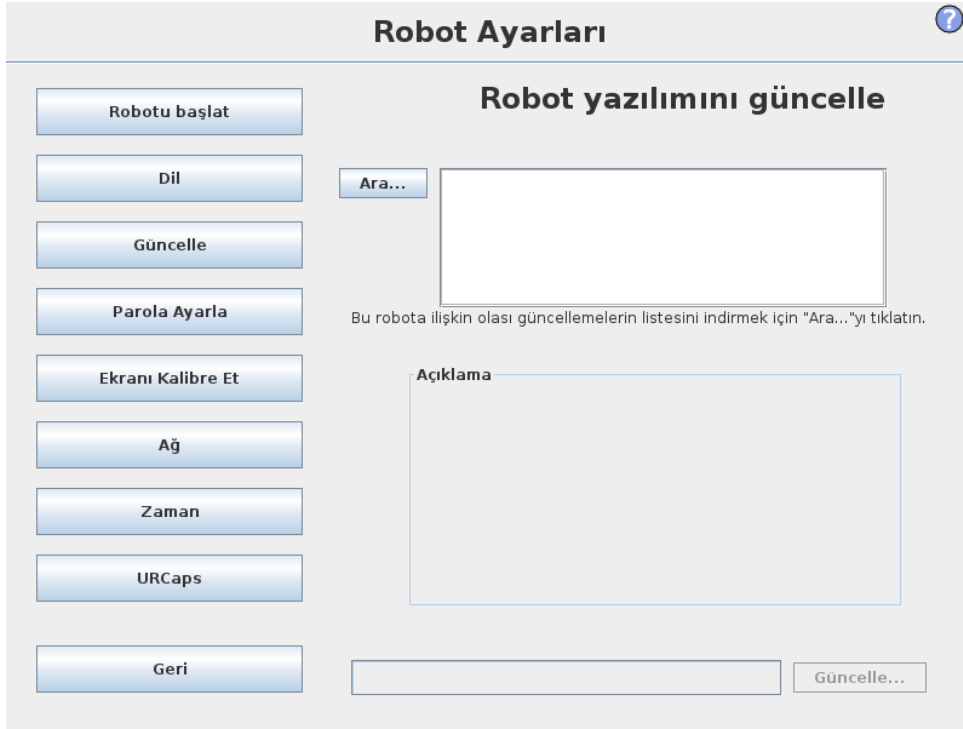 Robot Ayarları
?
Robotu başlat
Dil
Güncelle
Parola Ayarla
Ekranı Kalibre Et
Ağ
Zaman
URCaps
Geri
Robot yazılımını güncelle
Ara...
Bu robota ilişkin olası güncellemelerin listesini indirmek için "Ara..."yı tıklatın.
Açıklama
Güncelle...